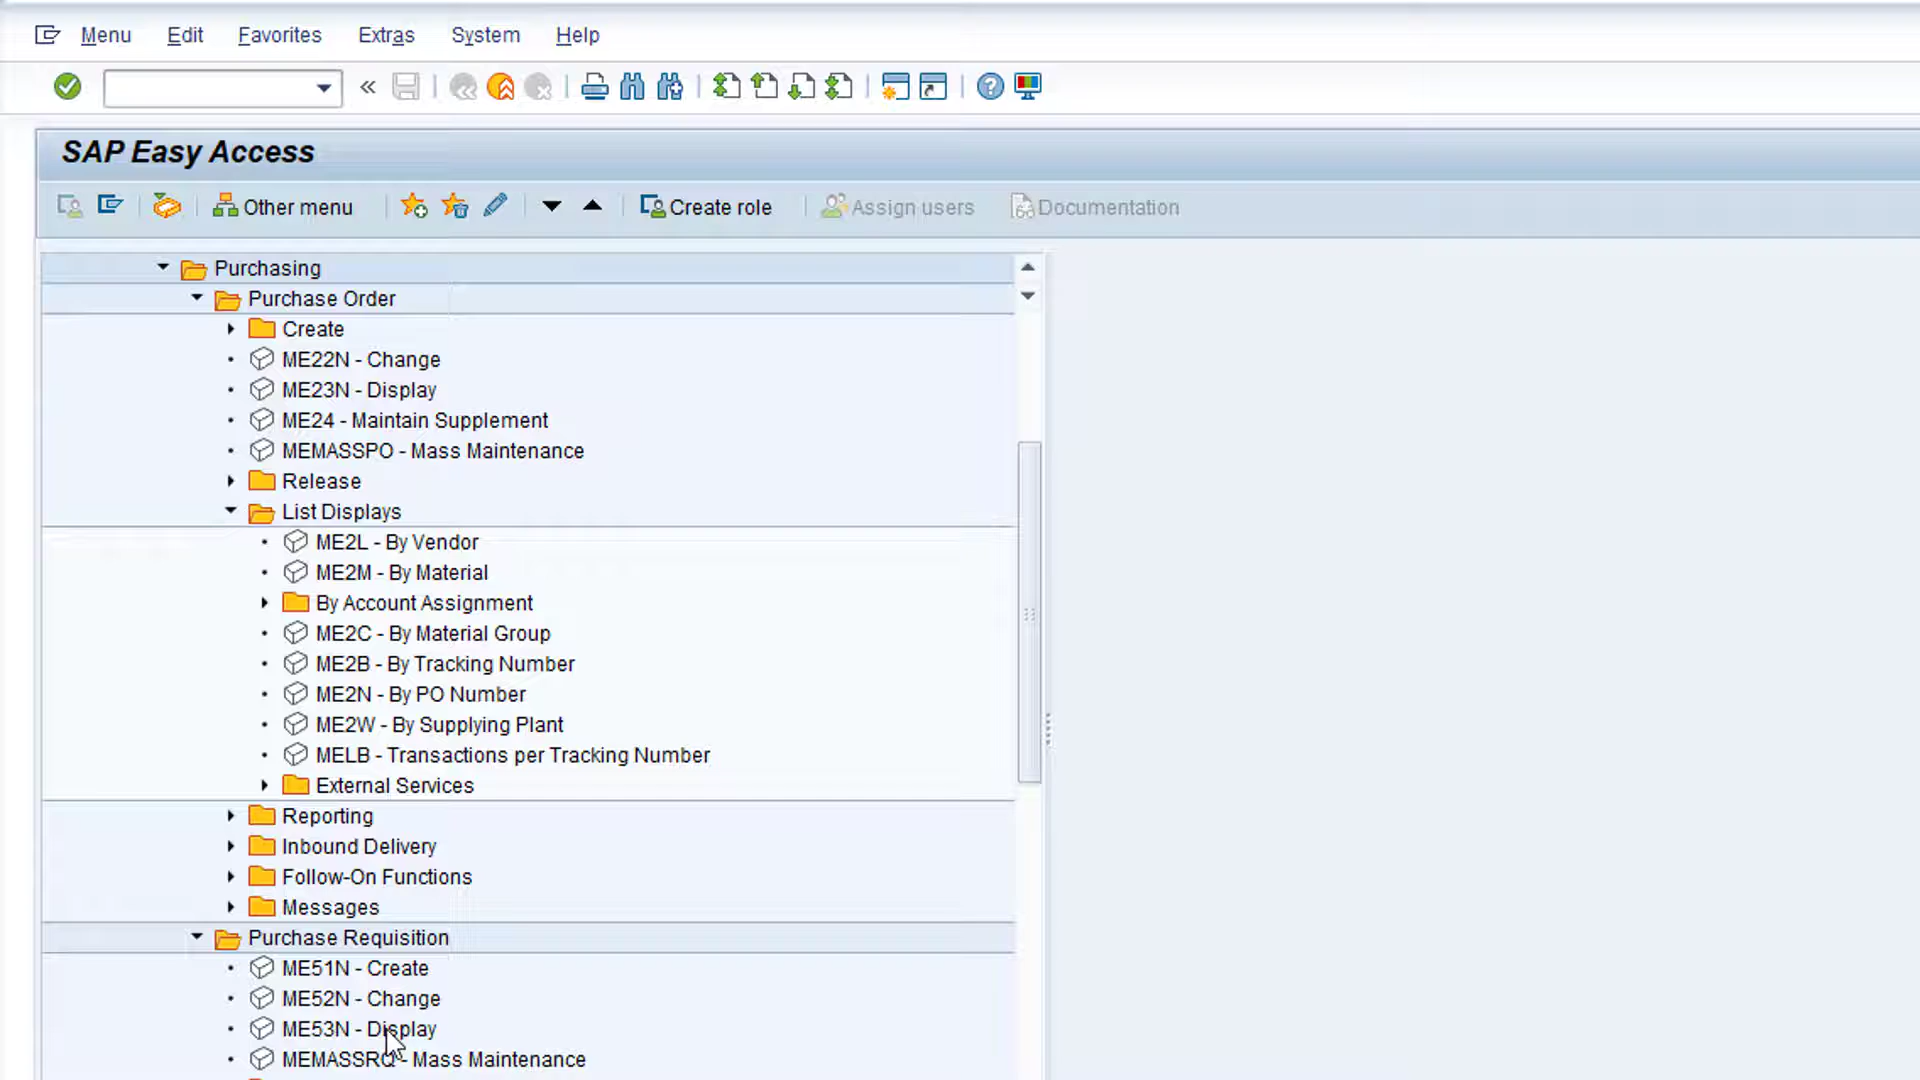 Menu Edit Favorites Extras System Help
SAP Easy Access
Other menu Create role Assign users Documentation
Purchasing
Purchase Order
Create
ME22N - Change
ME23N - Display
ME24 - Maintain Supplement
MEMASSPO - Mass Maintenance
Release
List Displays
ME2L - By Vendor
ME2M - By Material
By Account Assignment
ME2C - By Material Group
ME2B - By Tracking Number
ME2N - By PO Number
ME2W - By Supplying Plant
MELB - Transactions per Tracking Number
External Services
Reporting
Inbound Delivery
Follow-On Functions
Messages
Purchase Requisition
ME51N - Create
ME52N - Change
ME53N - Display
MEMASSRQ - Mass Maintenance